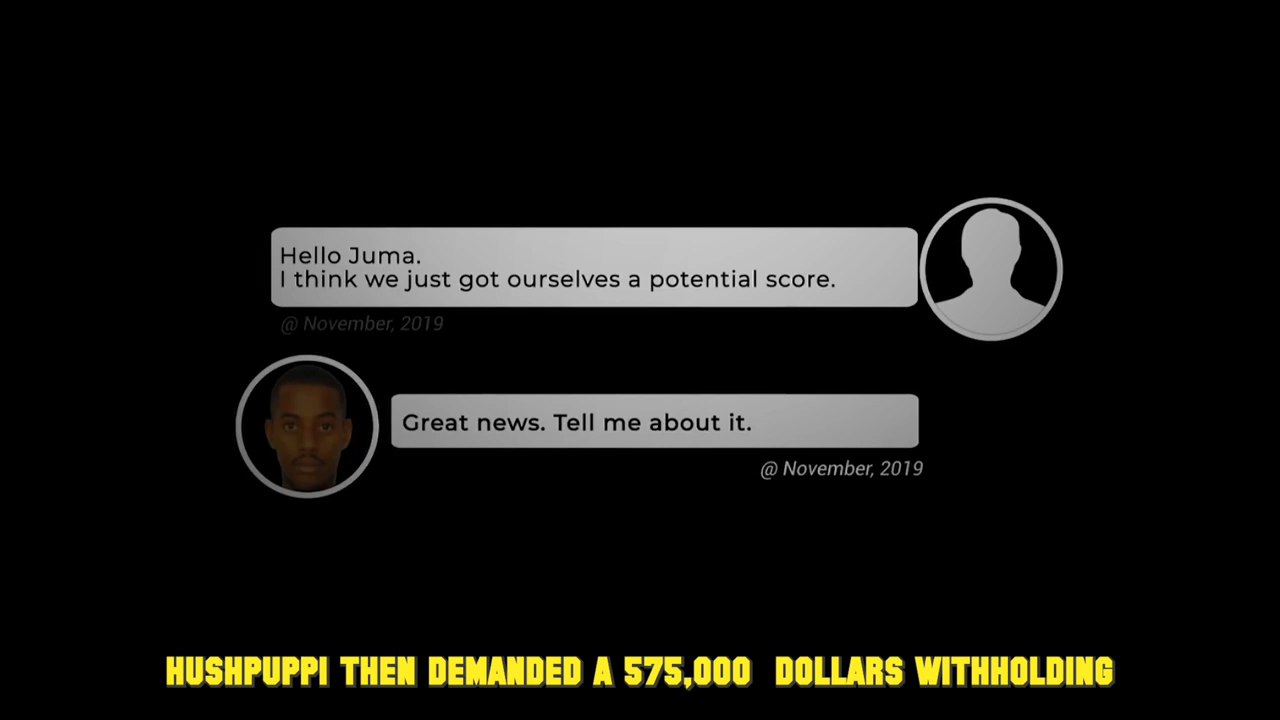 Hello Juma.
I think we just got ourselves a potential score.
@ November, 2019
Great news. Tell me about it.
@ November, 2019
HUSHPUPPI THEN DEMANDED A 575,000 DOLLARS WITHHOLDING